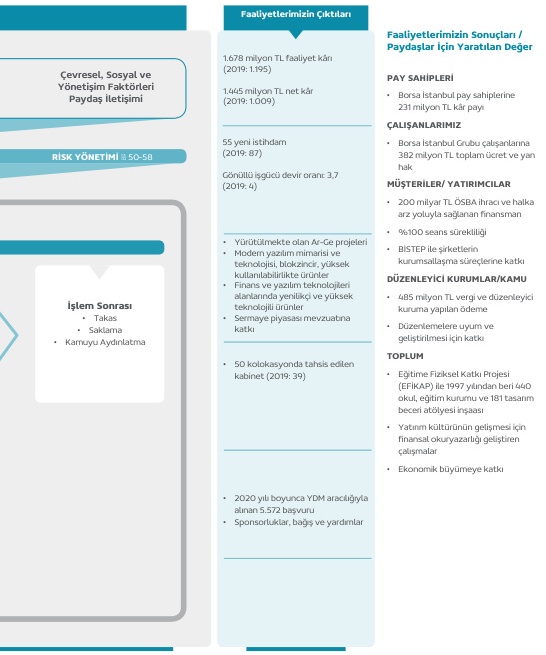 Çevresel, Sosyal ve
Yönetişim Faktörleri
Paydaş İletişimi
RİSK YÖNETİMİ 50-58
İşlem Sonrası
• Takas
• Saklama
• Kamuyu Aydınlatma
Faaliyetlerimizin Çıktıları
1.678 milyon TL faaliyet kârı
(2019: 1.195)
1.445 milyon TL net kâr
(2019: 1.009)
55 yeni istihdam
(2019: 87)
Gönüllü işgücü devir oranı: 3,7
(2019: 4)
• Yürütülmekte olan Ar-Ge projeleri
• Modern yazılım mimarisi ve
teknolojisi, blokzincir, yüksek
kullanılabilirlikte ürünler
• Finans ve yazılım teknolojileri
alanlarında yenilikçi ve yüksek
teknolojili ürünler
• Sermaye piyasası mevzuatına
katkı
• 50 kolokasyonda tahsis edilen
kabinet (2019: 39)
• 2020 yılı boyunca YDM aracılığıyla
alınan 5.572 başvuru
• Sponsorluklar, bağış ve yardımlar
Faaliyetlerimizin Sonuçları /
Paydaşlar İçin Yaratılan Değer
PAY SAHİPLERİ
• Borsa İstanbul pay sahiplerine
231 milyon TL kâr payı
ÇALIŞANLARIMIZ
• Borsa İstanbul Grubu çalışanlarına
382 milyon TL toplam ücret ve yan
hak
MÜŞTERİLER/ YATIRIMCILAR
• 200 milyar TL ÖSBA ihracı ve halka
arz yoluyla sağlanan finansman
• %100 seans sürekliliği
• BİSTEP ile şirketlerin
kurumsallaşma süreçlerine katkı
DÜZENLEYİCİ KURUMLAR/KAMU
• 485 milyon TL vergi ve düzenleyici
kuruma yapılan ödeme
• Düzenlemelere uyum ve
geliştirilmesi için katkı
TOPLUM
• Eğitime Fiziksel Katkı Projesi
(EFİKAP) ile 1997 yılından beri 440
okul, eğitim kurumu ve 181 tasarım
beceri atölyesi inşaası
• Yatırım kültürünün gelişmesi için
finansal okuryazarlığı geliştiren
çalışmalar
• Ekonomik büyümeye katkı